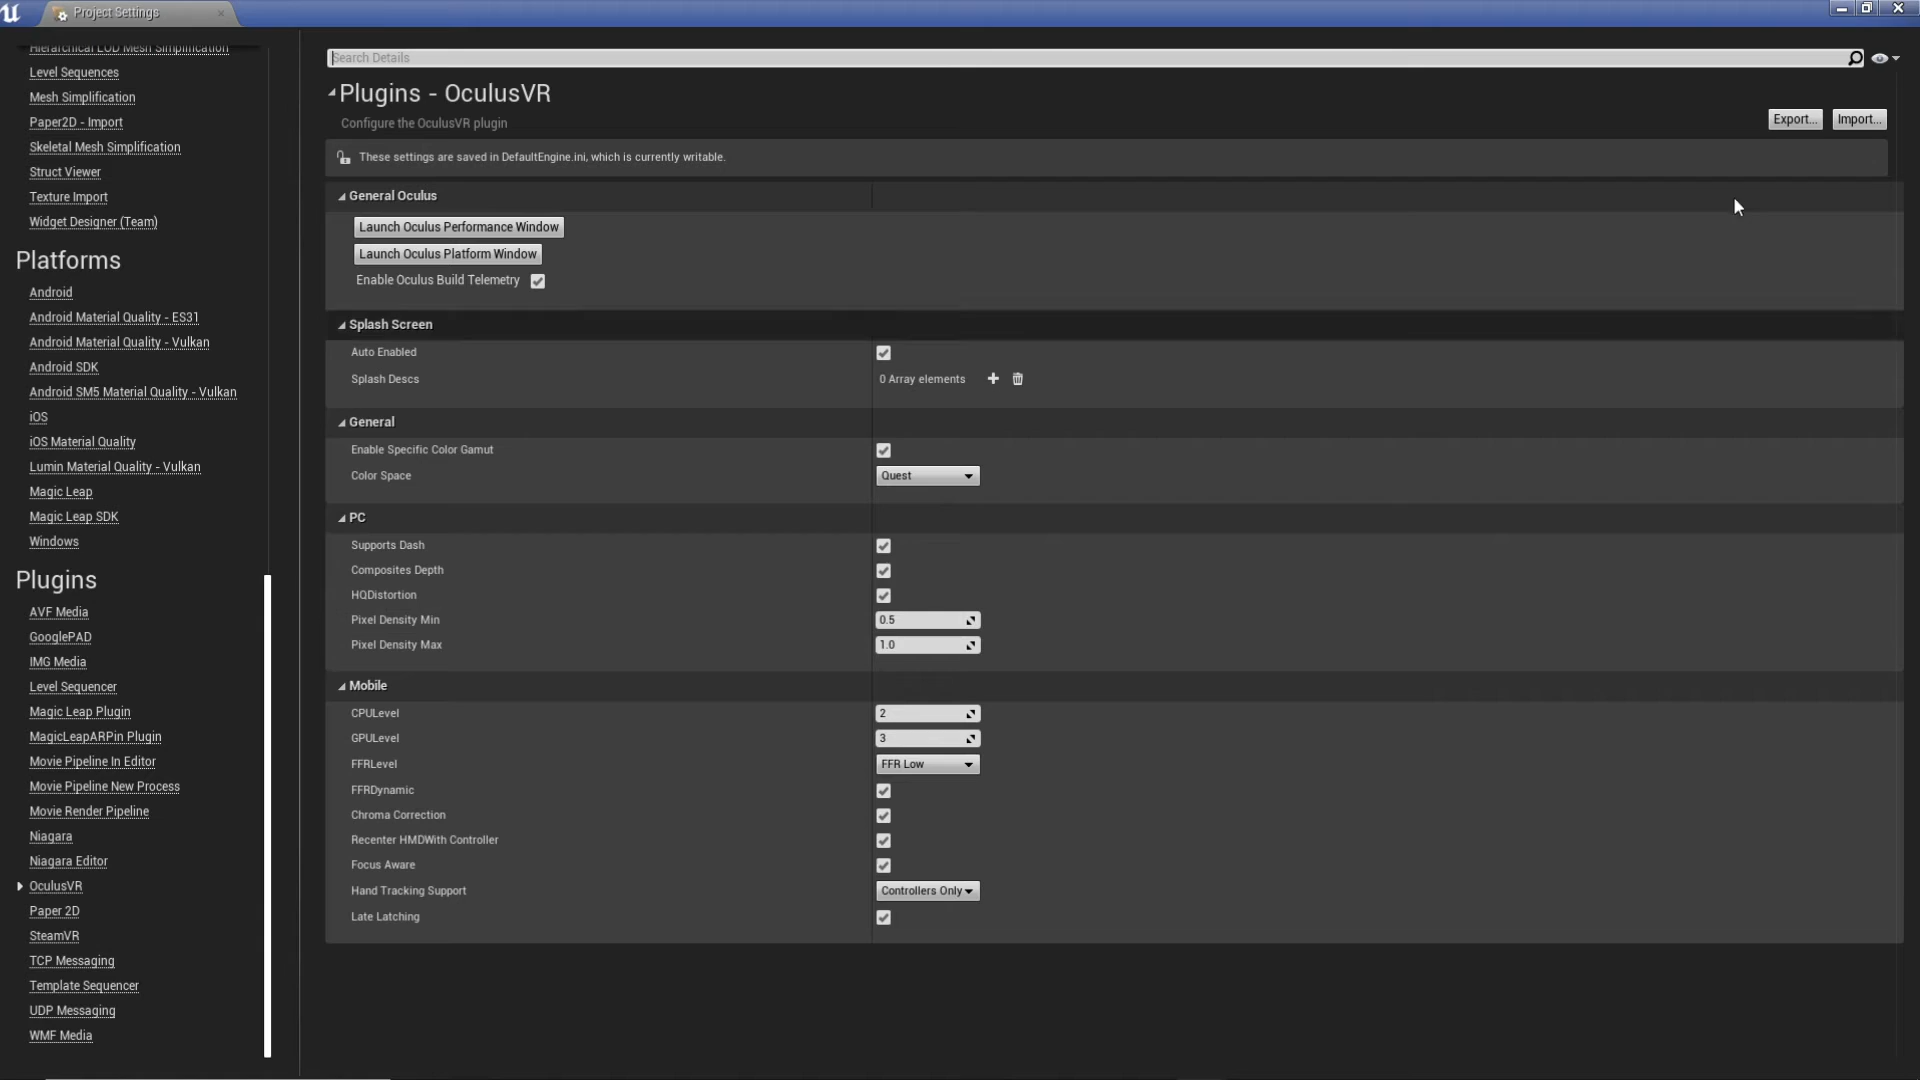 Project Settings
Hierarchical LOD Mesh Simplification
Level Sequences
Mesh Simplification
Paper2D - Import
Skeletal Mesh Simplification
Struct Viewer
Texture Import
Widget Designer (Team)
Platforms
Android
Android Material Quality - ES31
Android Material Quality - Vulkan
Android SDK
Android SM5 Material Quality - Vulkan
iOS
iOS Material Quality
Lumin Material Quality - Vulkan
Magic Leap
Magic Leap SDK
Windows
Plugins
AVF Media
GooglePAD
IMG Media
Level Sequencer
Magic Leap Plugin
MagicLeapARPin Plugin
Movie Pipeline In Editor
Movie Pipeline New Process
Movie Render Pipeline
Niagara
Niagara Editor
OculusVR
Paper 2D
SteamVR
TCP Messaging
Template Sequencer
UDP Messaging
WMF Media
Search Details
Plugins - OculusVR
Configure the OculusVR plugin
Export... Import...
These settings are saved in DefaultEngine.ini, which is currently writable.
General Oculus
Launch Oculus Performance Window
Launch Oculus Platform Window
Enable Oculus Build Telemetry
Splash Screen
Auto Enabled
Splash Descs 0 Array elements
General
Enable Specific Color Gamut
Color Space Quest
PC
Supports Dash
Composites Depth
HQDistortion
Pixel Density Min 0.5
Pixel Density Max 1.0
Mobile
CPULevel 2
GPULevel 3
FFRLevel FFR Low
FFRDynamic
Chroma Correction
Recenter HMDWith Controller
Focus Aware
Hand Tracking Support Controllers Only
Late Latching